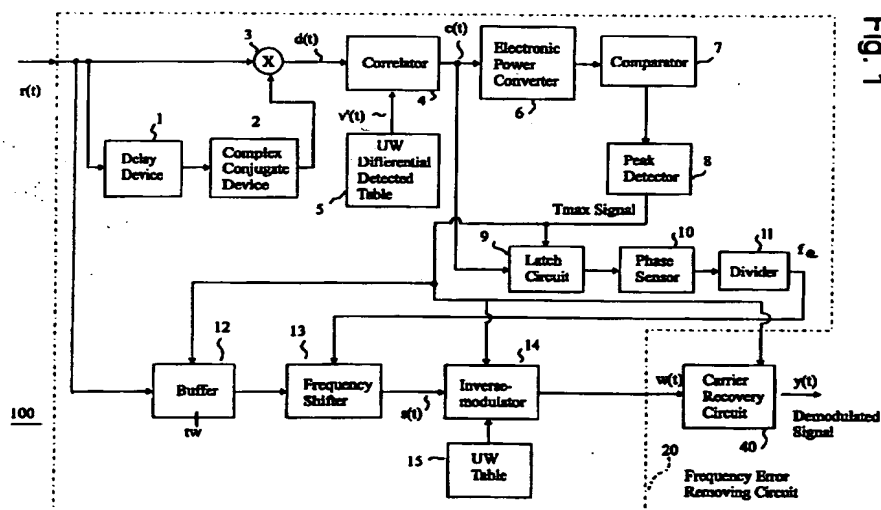 Fig. 1
r(t)
3
X
d(t)
Correlator
4
c(t)
Electronic
Power
Converter
6
Comparator
7
1
Delay
Device
2
Complex
Conjugate
Device
v'(t)
UW
Differential
Detected
Table
5
Peak
Detector
8
Tmax Signal
9
Latch
Circuit
10
Phase
Sensor
11
Divider
fe
12
Buffer
tw
13
Frequency
Shifter
s(t)
14
Inverse-
modulator
w(t)
Carrier
Recovery
Circuit
40
y(t)
Demodulated
Signal
100
15
UW
Table
20
Frequency Error
Removing Circuit